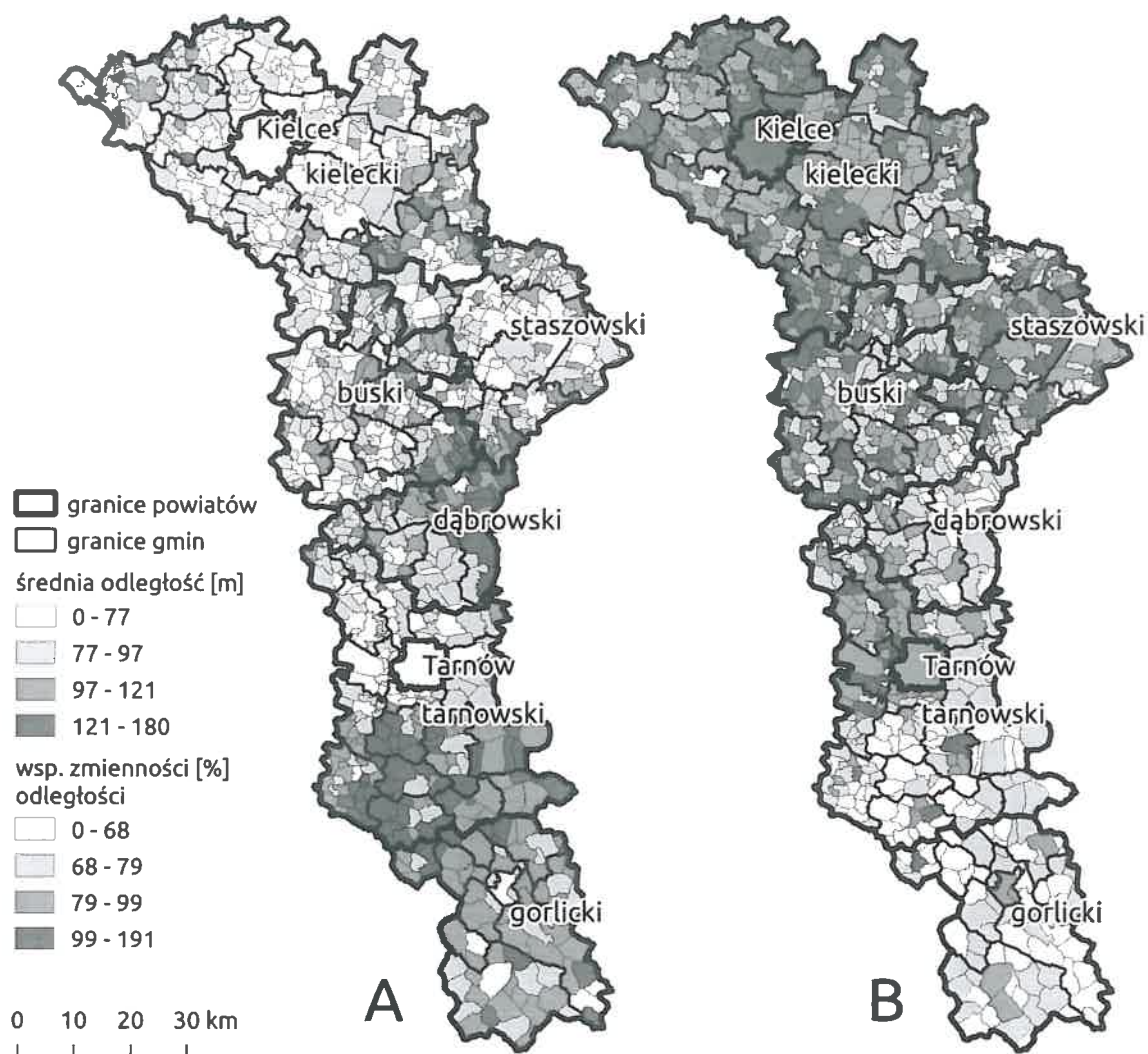 Kielce
kielecki
staszowski
buski
dąbrowski
Tarnów
tarnowski
gorlicki
A
Kielce
kielecki
staszowski
buski
dąbrowski
Tarnów
tarnowski
gorlicki
B
granice powiatów
granice gmin
średnia odległość [m]
0 - 77
77 - 97
97 - 121
121 - 180
wsp. zmienności [%]
odległości
0 - 68
68 - 79
79 - 99
99 - 191
0 10 20 30 km